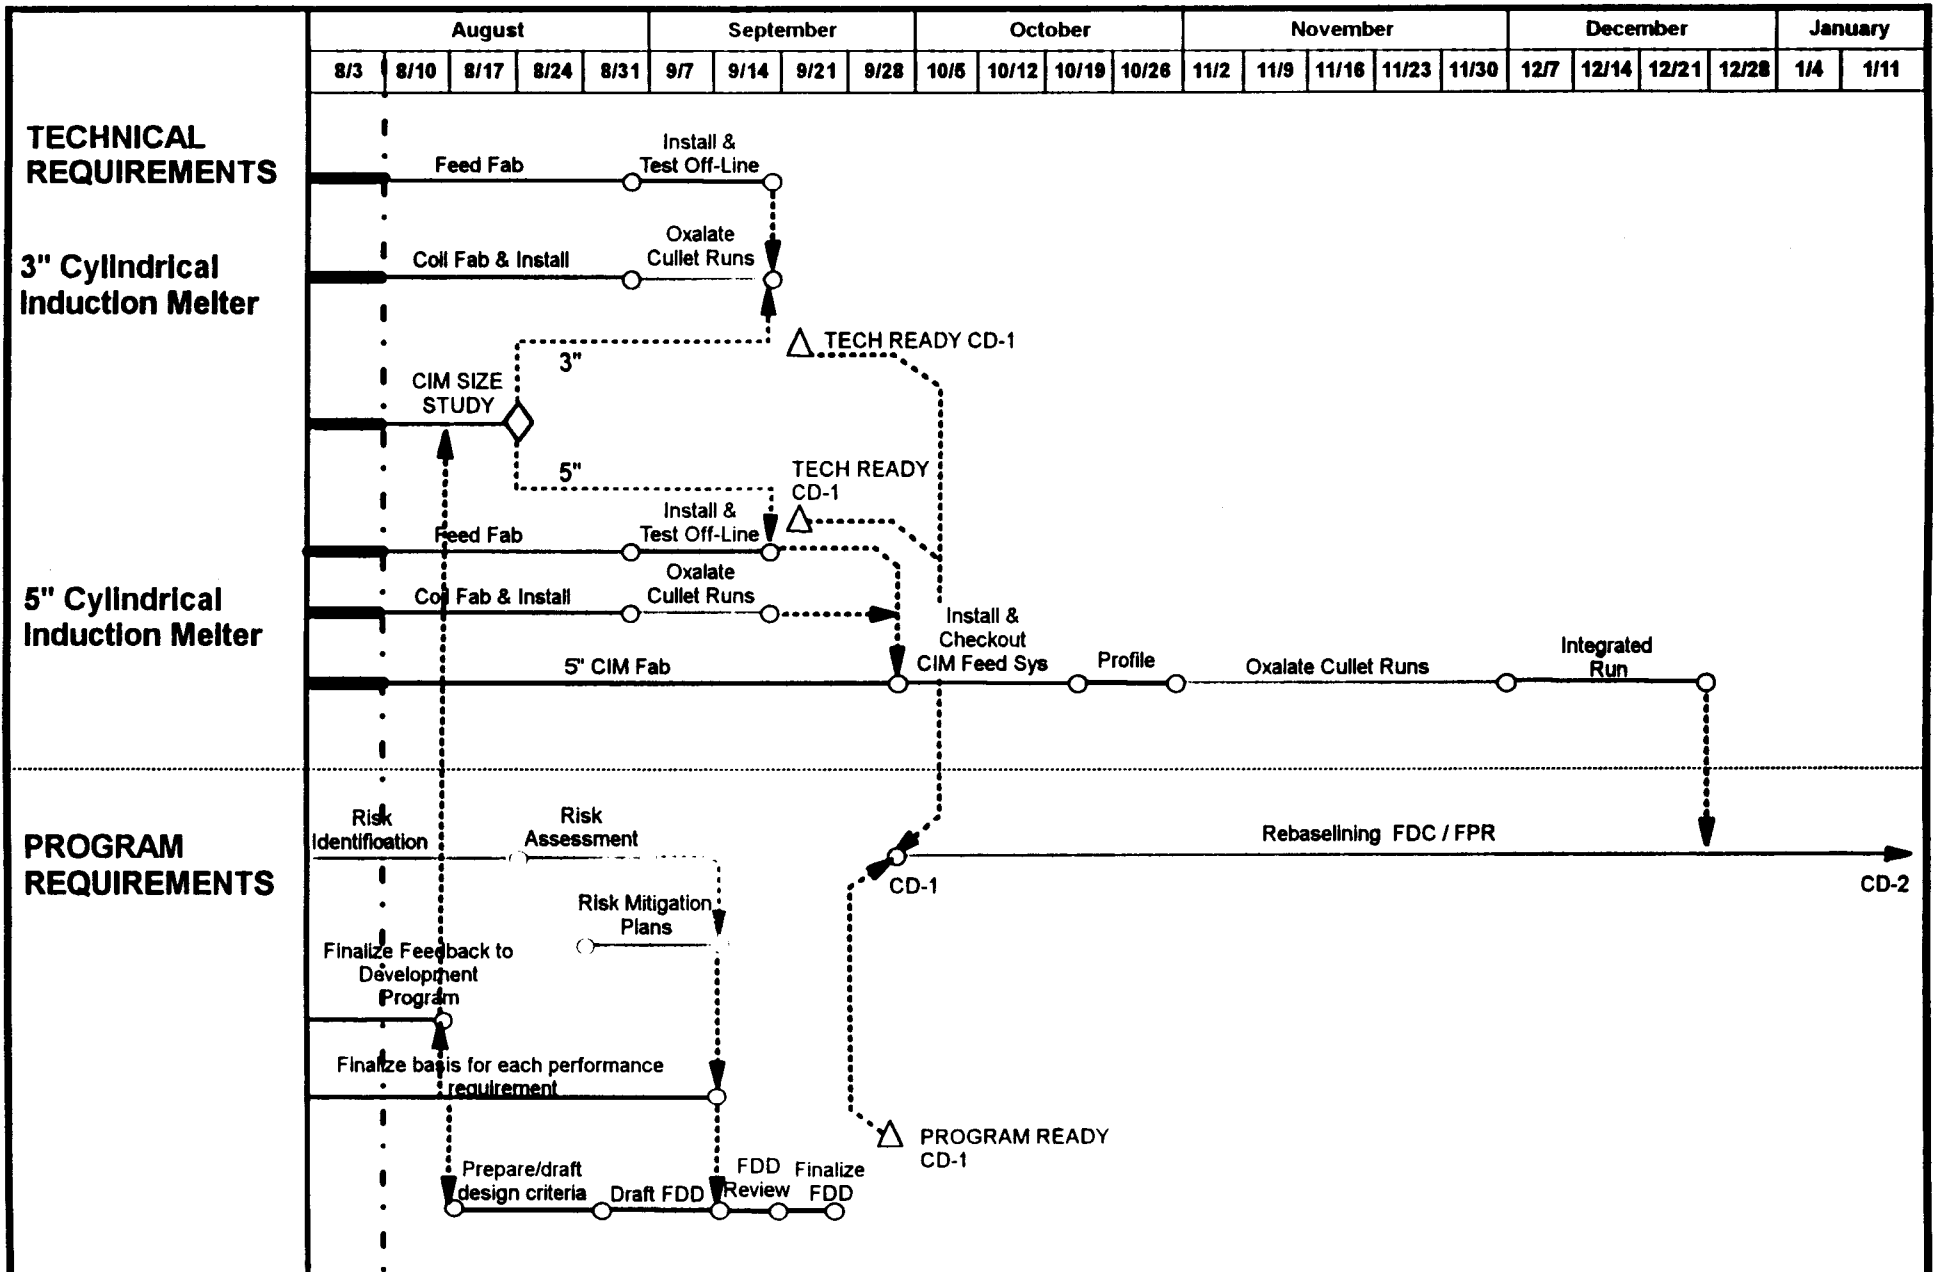 August September October November December January
8/3 8/10 8/17 8/24 8/31 9/7 9/14 9/21 9/28 10/5 10/12 10/19 10/26 11/2 11/9 11/16 11/23 11/30 12/7 12/14 12/21 12/28 1/4 1/11
TECHNICAL
REQUIREMENTS
Feed Fab
Install &
Test Off-Line
3" Cylindrical
Induction Melter
Coil Fab & Install
Oxalate
Cullet Runs
TECH READY CD-1
3"
CIM SIZE
STUDY
5"
TECH READY
CD-1
Feed Fab
Install &
Test Off-Line
5" Cylindrical
Induction Melter
Coil Fab & Install
Oxalate
Cullet Runs
5" CIM Fab
Install &
Checkout
CIM Feed Sys
Profile
Oxalate Cullet Runs
Integrated
Run
PROGRAM
REQUIREMENTS
Risk
Identification
Risk
Assessment
Rebaselining FDC / FPR
CD-1
CD-2
Risk Mitigation
Plans
Finalize Feedback to
Development
Program
Finalize basis for each performance
requirement
PROGRAM READY
CD-1
Prepare/draft
design criteria
Draft FDD
FDD
Review
Finalize
FDD